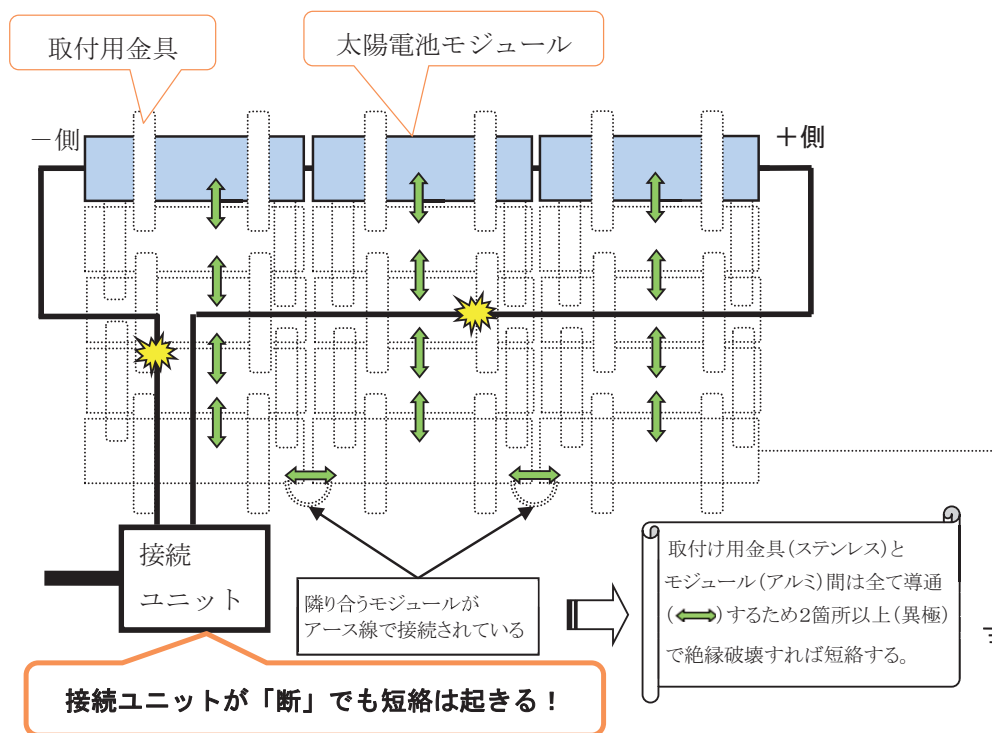 取付用金具
太陽電池モジュール
－側
＋側
接続
ユニット
隣り合うモジュールが
アース線で接続されている
取付け用金具(ステンレス)と
モジュール(アルミ)間は全て導通
(　　)するため2箇所以上(異極)
で絶縁破壊すれば短絡する。
接続ユニットが「断」でも短絡は起きる！